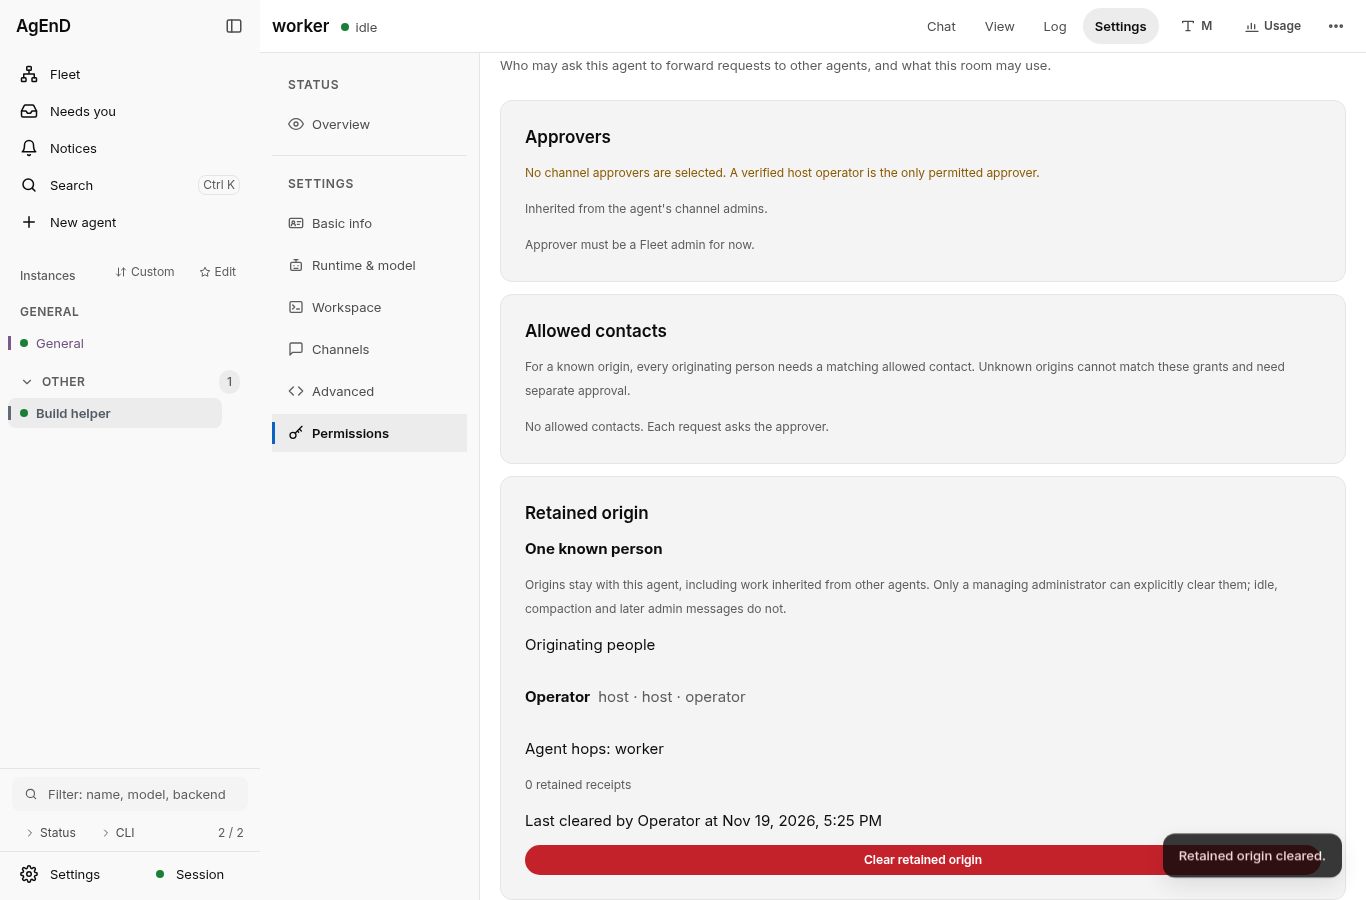 AgEnD
Fleet
Needs you
Notices
Search
Ctrl K
New agent
Instances
Custom
Edit
GENERAL
General
OTHER
1
Build helper
Filter: name, model, backend
Status
CLI
2 / 2
Settings
Session
worker
idle
Chat
View
Log
Settings
M
Usage
STATUS
Overview
SETTINGS
Basic info
Runtime & model
Workspace
Channels
Advanced
Permissions
Who may ask this agent to forward requests to other agents, and what this room may use.
Approvers
No channel approvers are selected. A verified host operator is the only permitted approver.
Inherited from the agent's channel admins.
Approver must be a Fleet admin for now.
Allowed contacts
For a known origin, every originating person needs a matching allowed contact. Unknown origins cannot match these grants and need
separate approval.
No allowed contacts. Each request asks the approver.
Retained origin
One known person
Origins stay with this agent, including work inherited from other agents. Only a managing administrator can explicitly clear them; idle,
compaction and later admin messages do not.
Originating people
Operator host · host · operator
Agent hops: worker
0 retained receipts
Last cleared by Operator at Nov 19, 2026, 5:25 PM
Clear retained origin
Retained origin cleared.